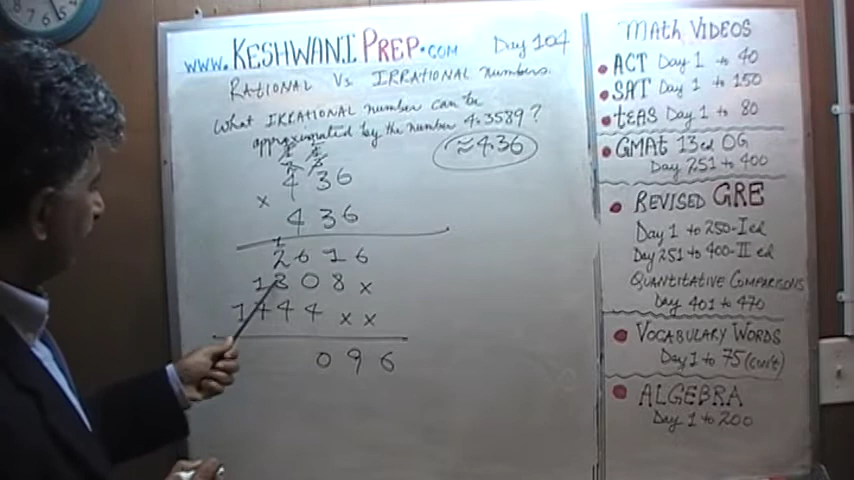 www.KESHWANIPREP.COM Day 104
RATIONAL Vs. IRRATIONAL numbers.
What IRRATIONAL number can be
approximated by the number 4.3589?
≈4.36
4 3 6
x
4 3 6
1
2 6 1 6
1 3 0 8 x
1 7 4 4 x x
0 9 6
MATH VIDEOS
ACT Day 1 to 40
SAT Day 1 to 150
tEAS Day 1 to 80
GMAt 13 ed OG
Day 251 to 400
REVISED GRE
Day 1 to 250-I ed
Day 251 to 400-II ed
QUANTITATIVE COMPARISONS
Day 401 to 470
VOCABULARY WORDS
Day 1 to 75 (con't)
ALGEBRA
Day 1 to 200